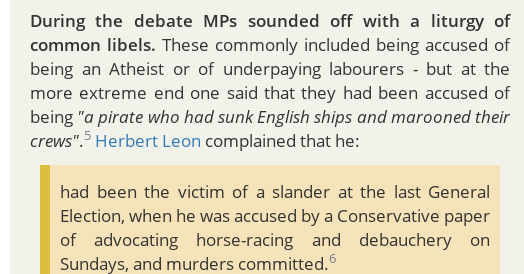 During the debate MPs sounded off with a liturgy of
common libels. These commonly included being accused of
being an Atheist or of underpaying labourers - but at the
more extreme end one said that they had been accused of
being "a pirate who had sunk English ships and marooned their
crews".5 Herbert Leon complained that he:
had been the victim of a slander at the last General
Election, when he was accused by a Conservative paper
of advocating horse-racing and debauchery on
Sundays, and murders committed.6